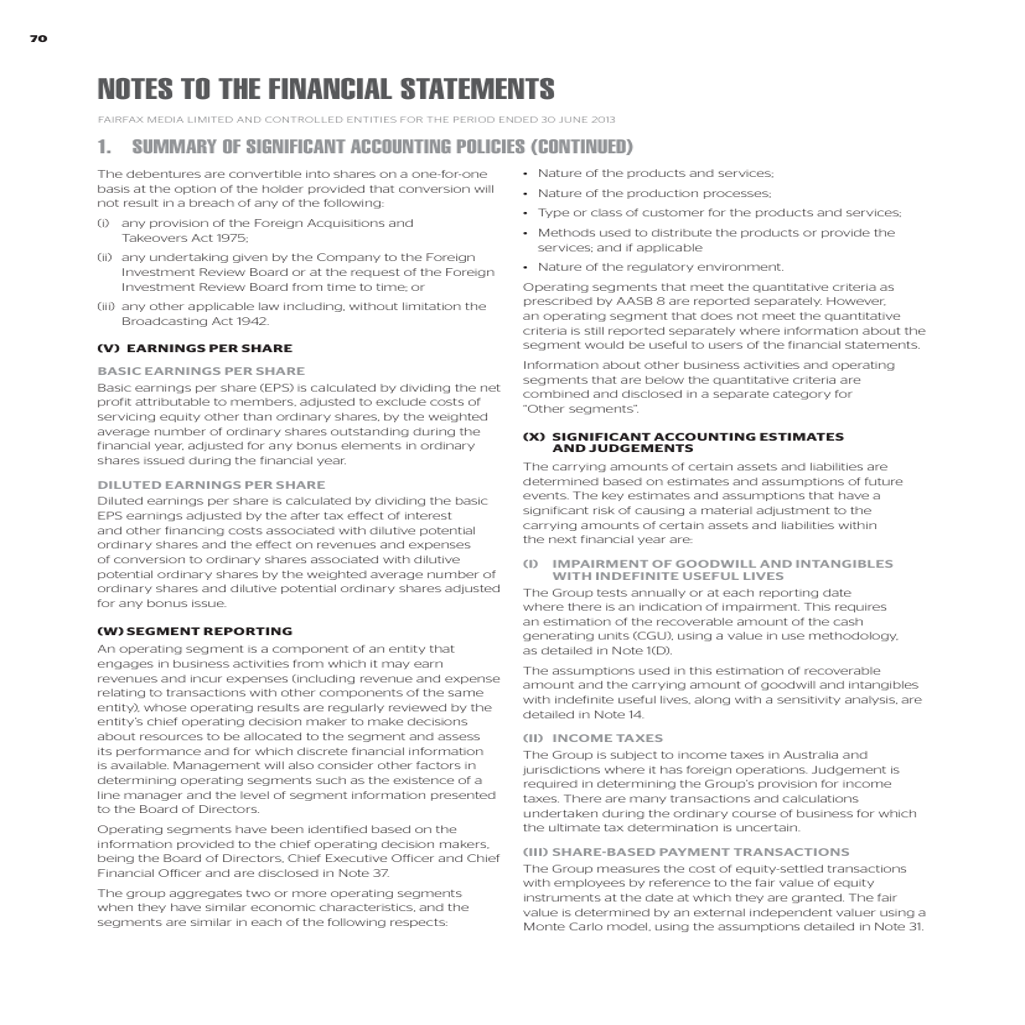 70
NOTES TO THE FINANCIAL STATEMENTS
FAIRFAX MEDIA LIMITED AND CONTROLLED ENTITIES FOR THE PERIOD ENDED 30 JUNE 2013
1. SUMMARY OF SIGNIFICANT ACCOUNTING POLICIES (CONTINUED)
The debentures are convertible into shares on a one-for-one
basis at the option of the holder provided that conversion will
not result in a breach of any of the following:
(i) any provision of the Foreign Acquisitions and
Takeovers Act 1975;
(ii) any undertaking given by the Company to the Foreign
Investment Review Board or at the request of the Foreign
Investment Review Board from time to time; or
(iii) any other applicable law including, without limitation the
Broadcasting Act 1942.
(V) EARNINGS PER SHARE
BASIC EARNINGS PER SHARE
Basic earnings per share (EPS) is calculated by dividing the net
profit attributable to members, adjusted to exclude costs of
servicing equity other than ordinary shares, by the weighted
average number of ordinary shares outstanding during the
financial year, adjusted for any bonus elements in ordinary
shares issued during the financial year.
DILUTED EARNINGS PER SHARE
Diluted earnings per share is calculated by dividing the basic
EPS earnings adjusted by the after tax effect of interest
and other financing costs associated with dilutive potential
ordinary shares and the effect on revenues and expenses
of conversion to ordinary shares associated with dilutive
potential ordinary shares by the weighted average number of
ordinary shares and dilutive potential ordinary shares adjusted
for any bonus issue.
(W) SEGMENT REPORTING
An operating segment is a component of an entity that
engages in business activities from which it may earn
revenues and incur expenses (including revenue and expense
relating to transactions with other components of the same
entity), whose operating results are regularly reviewed by the
entity's chief operating decision maker to make decisions
about resources to be allocated to the segment and assess
its performance and for which discrete financial information
is available. Management will also consider other factors in
determining operating segments such as the existence of a
line manager and the level of segment information presented
to the Board of Directors.
Operating segments have been identified based on the
information provided to the chief operating decision makers,
being the Board of Directors, Chief Executive Officer and Chief
Financial Officer and are disclosed in Note 37.
The group aggregates two or more operating segments
when they have similar economic characteristics, and the
segments are similar in each of the following respects:
• Nature of the products and services;
• Nature of the production processes;
• Type or class of customer for the products and services;
• Methods used to distribute the products or provide the
services; and if applicable
• Nature of the regulatory environment.
Operating segments that meet the quantitative criteria as
prescribed by AASB 8 are reported separately. However,
an operating segment that does not meet the quantitative
criteria is still reported separately where information about the
segment would be useful to users of the financial statements.
Information about other business activities and operating
segments that are below the quantitative criteria are
combined and disclosed in a separate category for
"Other segments".
(X) SIGNIFICANT ACCOUNTING ESTIMATES
AND JUDGEMENTS
The carrying amounts of certain assets and liabilities are
determined based on estimates and assumptions of future
events. The key estimates and assumptions that have a
significant risk of causing a material adjustment to the
carrying amounts of certain assets and liabilities within
the next financial year are:
(I) IMPAIRMENT OF GOODWILL AND INTANGIBLES
WITH INDEFINITE USEFUL LIVES
The Group tests annually or at each reporting date
where there is an indication of impairment. This requires
an estimation of the recoverable amount of the cash
generating units (CGU), using a value in use methodology,
as detailed in Note 1(D).
The assumptions used in this estimation of recoverable
amount and the carrying amount of goodwill and intangibles
with indefinite useful lives, along with a sensitivity analysis, are
detailed in Note 14.
(II) INCOME TAXES
The Group is subject to income taxes in Australia and
jurisdictions where it has foreign operations. Judgement is
required in determining the Group's provision for income
taxes. There are many transactions and calculations
undertaken during the ordinary course of business for which
the ultimate tax determination is uncertain.
(III) SHARE-BASED PAYMENT TRANSACTIONS
The Group measures the cost of equity-settled transactions
with employees by reference to the fair value of equity
instruments at the date at which they are granted. The fair
value is determined by an external independent valuer using a
Monte Carlo model, using the assumptions detailed in Note 31.